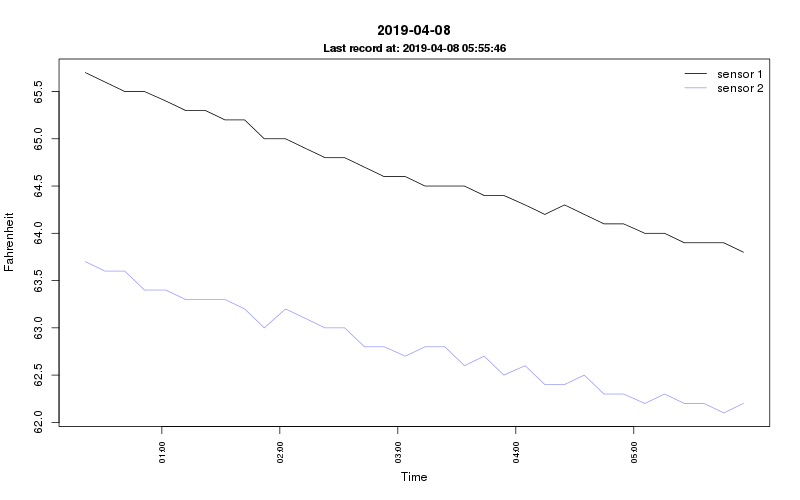 2019-04-08
Last record at: 2019-04-08 05:55:46
sensor 1
sensor 2
Fahrenheit
65.5
65.0
64.5
64.0
63.5
63.0
62.5
62.0
01:00 02:00 03:00 04:00 05:00
Time